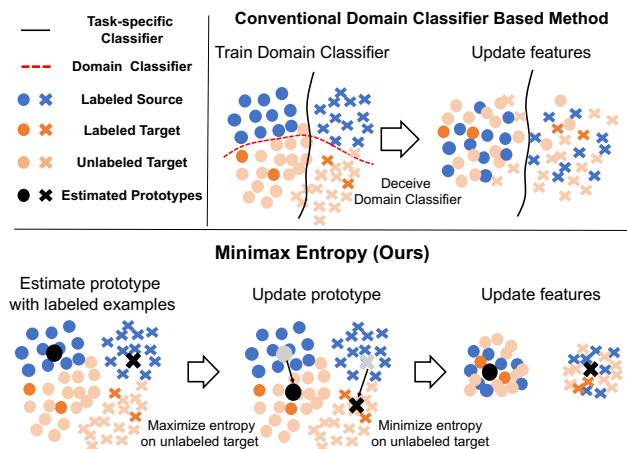 Task-specific
Classifier
Domain Classifier
Labeled Source
Labeled Target
Unlabeled Target
Estimated Prototypes
Conventional Domain Classifier Based Method
Train Domain Classifier
Update features
Deceive
Domain Classifier
Minimax Entropy (Ours)
Estimate prototype
with labeled examples
Update prototype
Update features
Maximize entropy
on unlabeled target
Minimize entropy
on unlabeled target